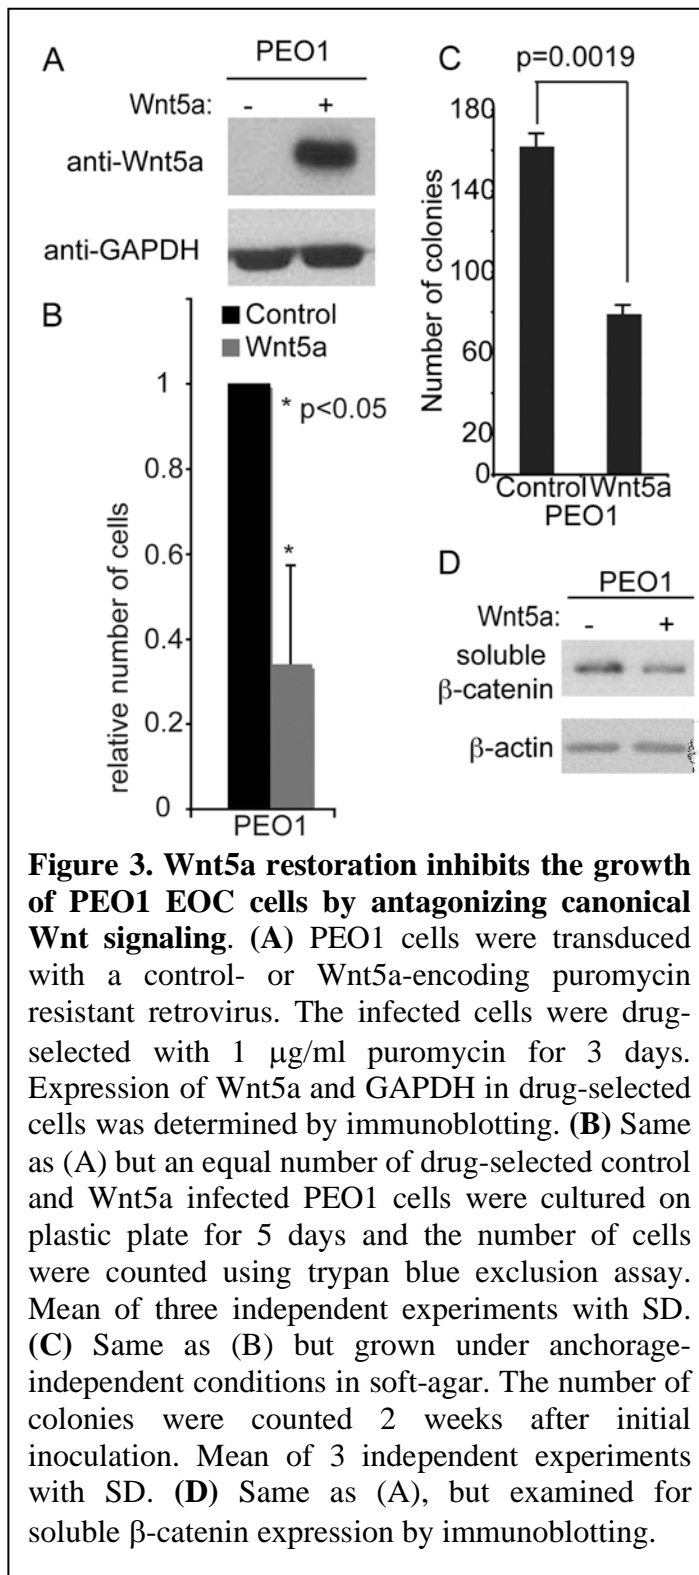 A
PEO1
Wnt5a: - +
anti-Wnt5a
anti-GAPDH
B
Control
Wnt5a
* p<0.05
*
relative number of cells
1
0.8
0.6
0.4
0.2
0
PEO1
C
p=0.0019
Number of colonies
180
140
100
60
20
0
Control Wnt5a
PEO1
D
PEO1
Wnt5a: - +
soluble
β-catenin
β-actin
Figure 3. Wnt5a restoration inhibits the growth
of PEO1 EOC cells by antagonizing canonical
Wnt signaling. (A) PEO1 cells were transduced
with a control- or Wnt5a-encoding puromycin
resistant retrovirus. The infected cells were drug-
selected with 1 μg/ml puromycin for 3 days.
Expression of Wnt5a and GAPDH in drug-selected
cells was determined by immunoblotting. (B) Same
as (A) but an equal number of drug-selected control
and Wnt5a infected PEO1 cells were cultured on
plastic plate for 5 days and the number of cells
were counted using trypan blue exclusion assay.
Mean of three independent experiments with SD.
(C) Same as (B) but grown under anchorage-
independent conditions in soft-agar. The number of
colonies were counted 2 weeks after initial
inoculation. Mean of 3 independent experiments
with SD. (D) Same as (A), but examined for
soluble β-catenin expression by immunoblotting.